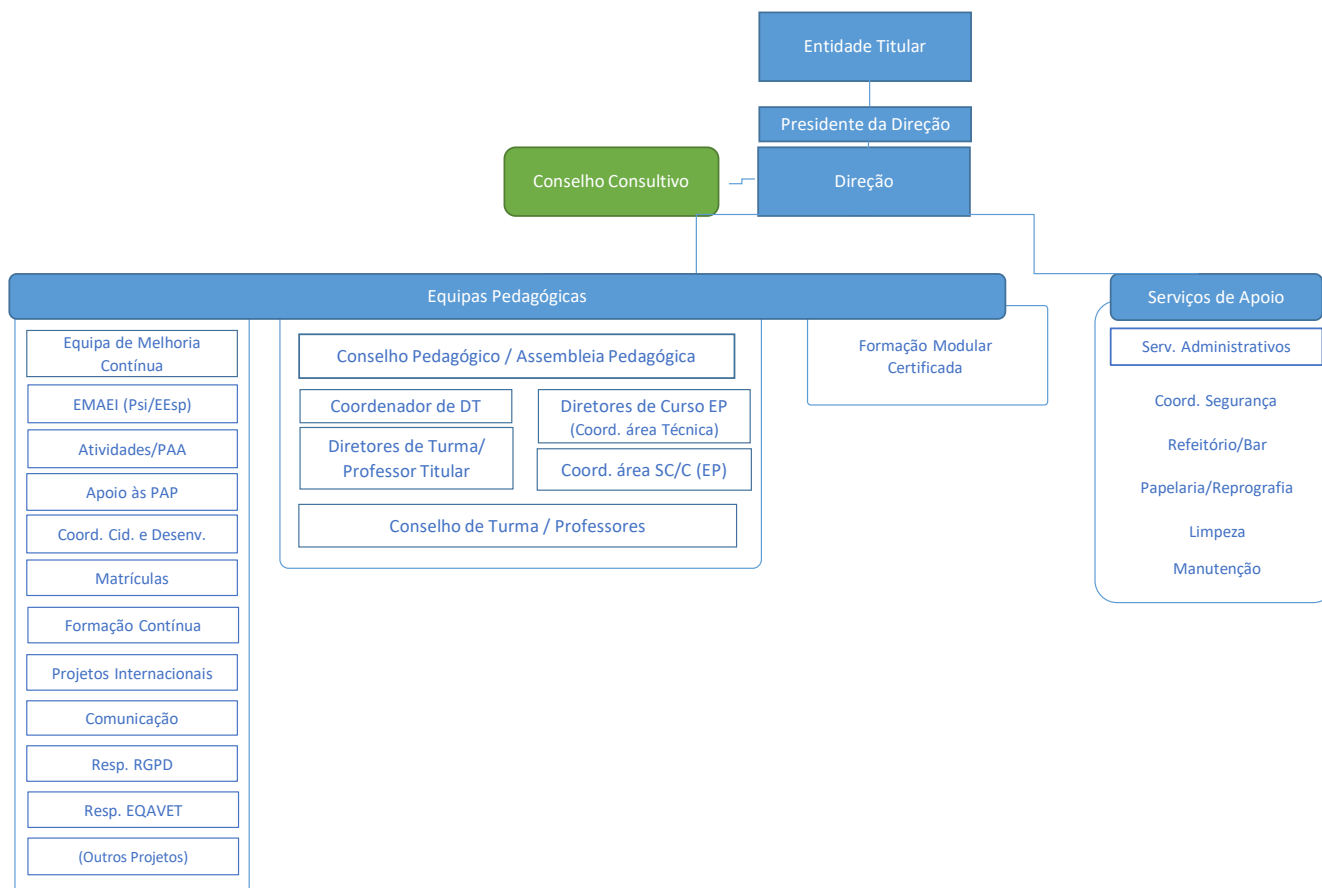 Entidade Titular
Presidente da Direção
Conselho Consultivo
Direção
Equipas Pedagógicas
Serviços de Apoio
Equipa de Melhoria
Contínua
EMAEI (Psi/EEsp)
Atividades/PAA
Apoio às PAP
Coord. Cid. e Desenv.
Matrículas
Formação Contínua
Projetos Internacionais
Comunicação
Resp. RGPD
Resp. EQAVET
(Outros Projetos)
Conselho Pedagógico / Assembleia Pedagógica
Coordenador de DT
Diretores de Turma/
Professor Titular
Diretores de Curso EP
(Coord. área Técnica)
Coord. área SC/C (EP)
Conselho de Turma / Professores
Formação Modular
Certificada
Serv. Administrativos
Coord. Segurança
Refeitório/Bar
Papelaria/Reprografia
Limpeza
Manutenção